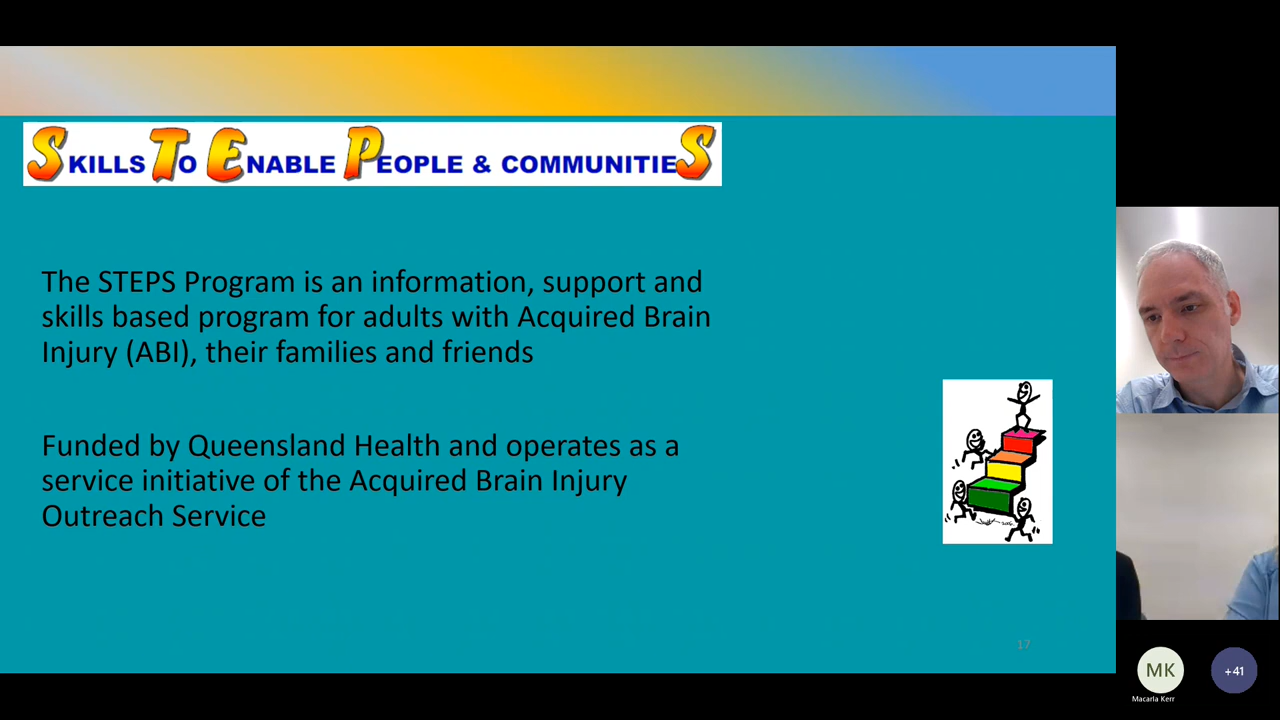 SKILLS TO ENABLE PEOPLE & COMMUNITIES
The STEPS Program is an information, support and
skills based program for adults with Acquired Brain
Injury (ABI), their families and friends
Funded by Queensland Health and operates as a
service initiative of the Acquired Brain Injury
Outreach Service
17
MK
+41
Macarla Kerr